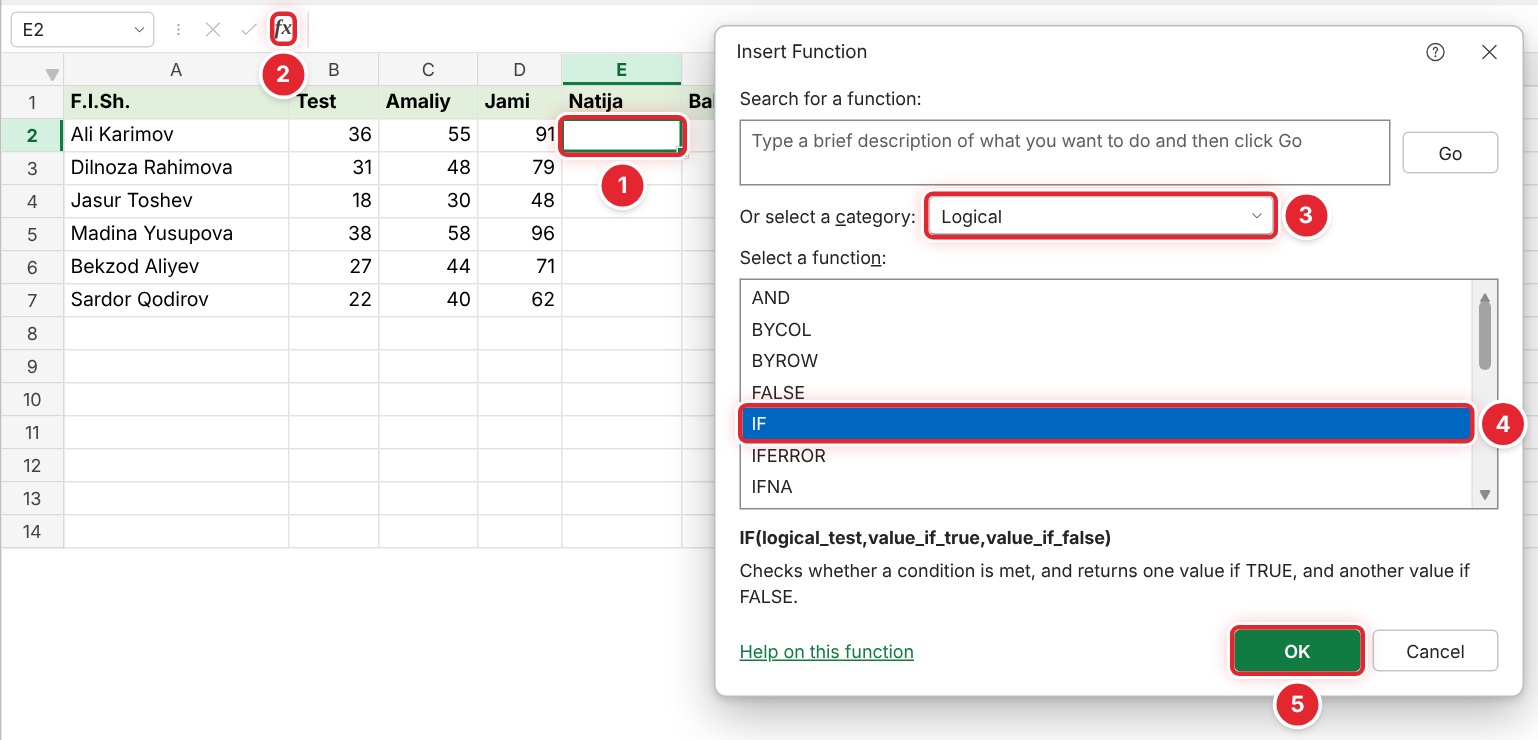 E2
fx
2
A B C D E
1 F.I.Sh. Test Amaliy Jami Natija
2 Ali Karimov 36 55 91
1
3 Dilnoza Rahimova 31 48 79
4 Jasur Toshev 18 30 48
5 Madina Yusupova 38 58 96
6 Bekzod Aliyev 27 44 71
7 Sardor Qodirov 22 40 62
8
9
10
11
12
13
14
Insert Function
Search for a function:
Type a brief description of what you want to do and then click Go
Go
Or select a category: Logical 3
Select a function:
AND
BYCOL
BYROW
FALSE
IF 4
IFERROR
IFNA
IF(logical_test,value_if_true,value_if_false)
Checks whether a condition is met, and returns one value if TRUE, and another value if
FALSE.
Help on this function
OK
Cancel
5